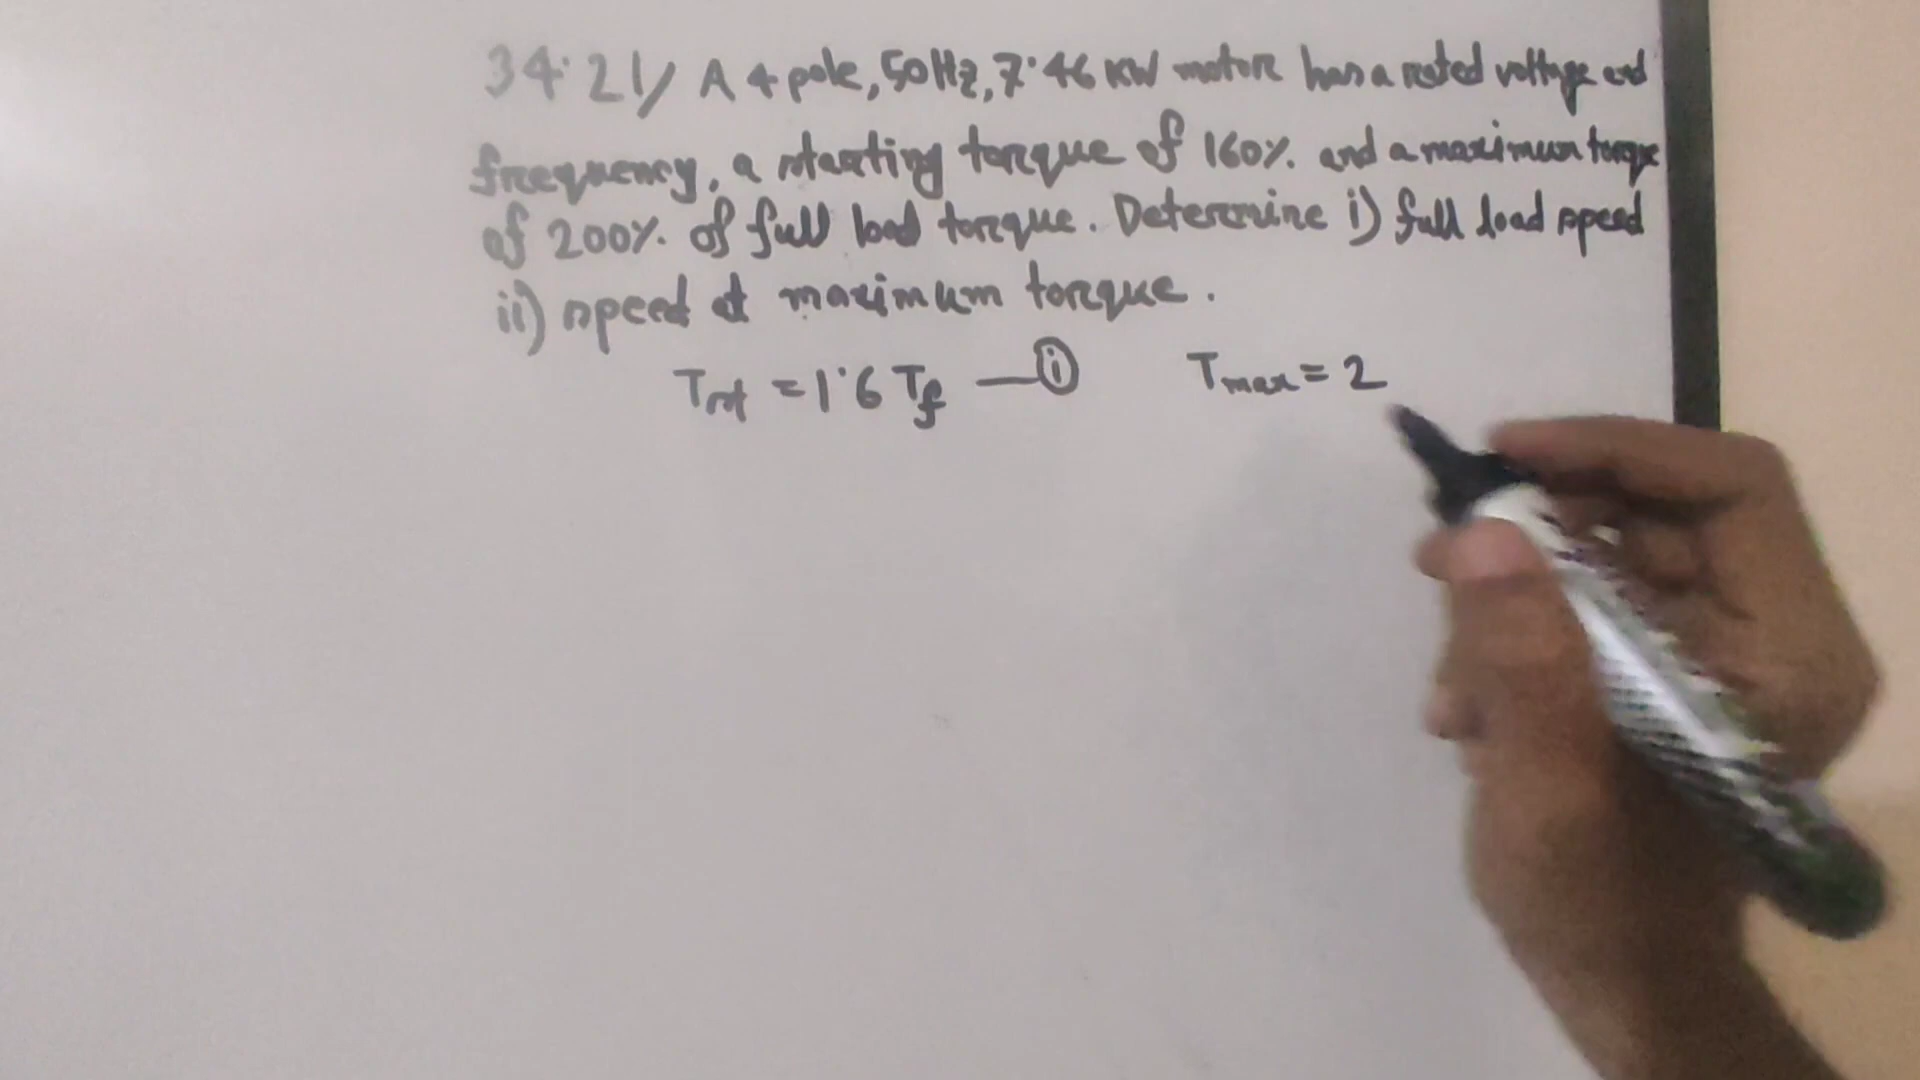 34.21/ A 4 pole, 50Hz, 7.46 KW motor has a rated voltage and
frequency, a starting torque of 160%. and a maximum torque
of 200%. of full load torque. Determine i) full load speed
ii) speed at maximum torque.
Tst = 1.6 Tf — (i) Tmax = 2